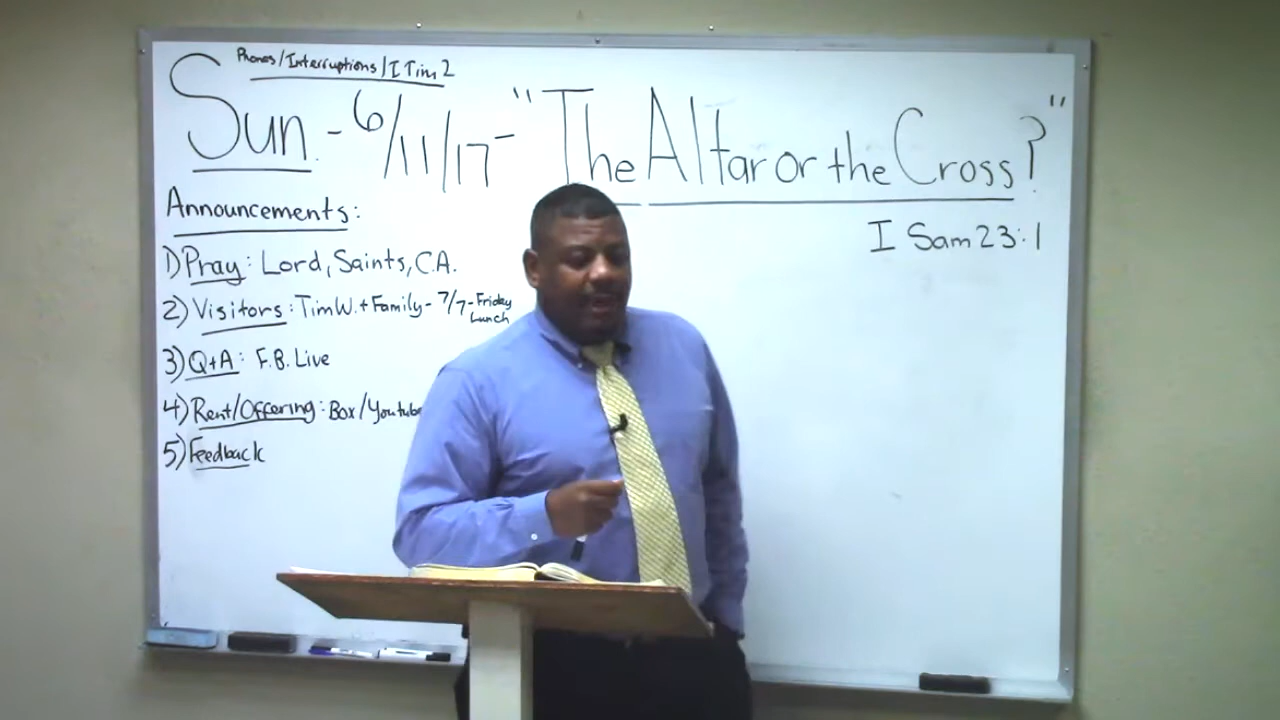 Phones/Interruptions/I Tim 2
Sun. - 6/11/17 - "The Altar or the Cross?"
I Sam 23:1
Announcements:
1) Pray: Lord, Saints, C.A.
2) Visitors: Tim W. + Family - 7/7 - Friday
Lunch
3) Q+A: F.B. Live
4) Rent/Offering: Box/Youtube
5) Feedback